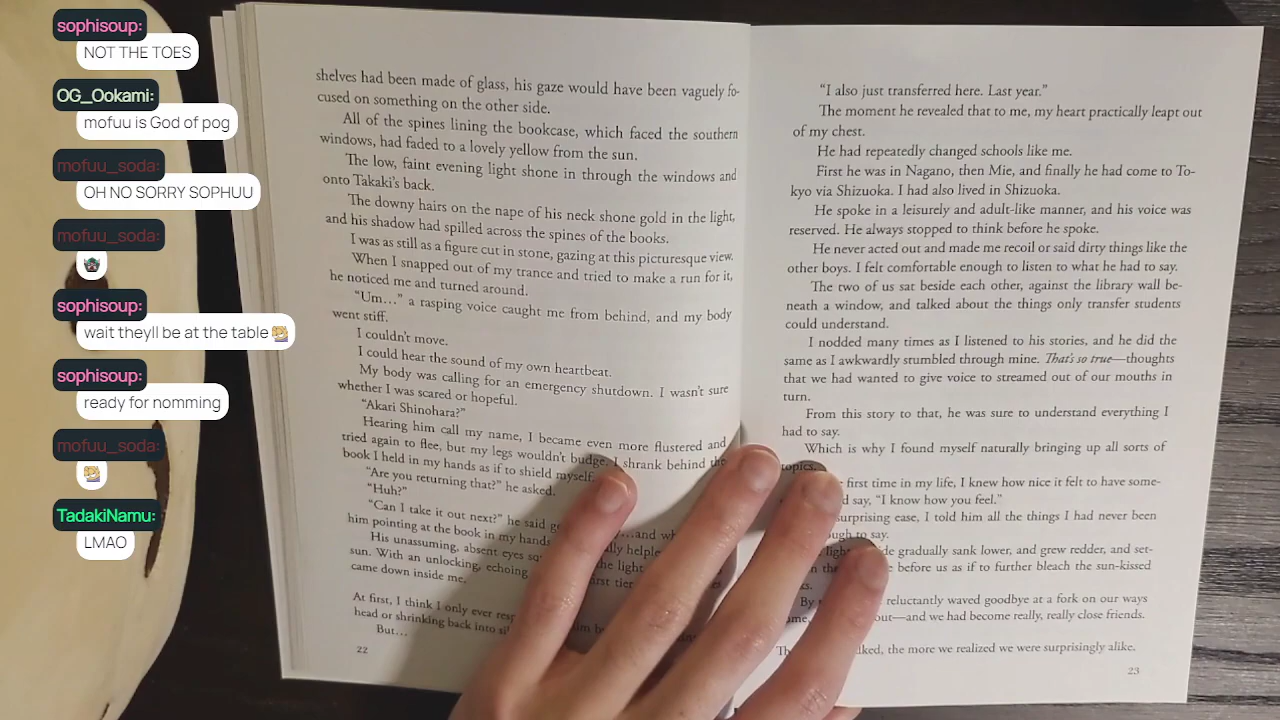 sophisoup:
NOT THE TOES
OG_Ookami:
mofuu is God of pog
mofuu_soda:
OH NO SORRY SOPHUU
mofuu_soda:
sophisoup:
wait theyll be at the table
sophisoup:
ready for nomming
mofuu_soda:
TadakiNamu:
LMAO
shelves had been made of glass, his gaze would have been vaguely fo-
cused on something on the other side.
All of the spines lining the bookcase, which faced the southern
windows, had faded to a lovely yellow from the sun.
The low, faint evening light shone in through the windows and
onto Takaki's back.
The downy hairs on the nape of his neck shone gold in the light,
and his shadow had spilled across the spines of the books.
I was as still as a figure cut in stone, gazing at this picturesque view.
When I snapped out of my trance and tried to make a run for it,
he noticed me and turned around.
“Um…” a rasping voice caught me from behind, and my body
went stiff.
I couldn't move.
I could hear the sound of my own heartbeat.
My body was calling for an emergency shutdown. I wasn't sure
whether I was scared or hopeful.
“Akari Shinohara?”
Hearing him call my name, I became even more flustered and
tried again to flee, but my legs wouldn't budge. I shrank behind the
book I held in my hands as if to shield myself.
“Are you returning that?” he asked.
“Huh?”
“Can I take it out next?” he said
him pointing at the book in my hands
His unassuming, absent eyes
the light
sun. With an unlocking, echoing
came down inside me.
At first, I think I only ever
head or shrinking back into
But…
22
“I also just transferred here. Last year.”
The moment he revealed that to me, my heart practically leapt out
of my chest.
He had repeatedly changed schools like me.
First he was in Nagano, then Mie, and finally he had come to To-
kyo via Shizuoka. I had also lived in Shizuoka.
He spoke in a leisurely and adult-like manner, and his voice was
reserved. He always stopped to think before he spoke.
He never acted out and made me recoil or said dirty things like the
other boys. I felt comfortable enough to listen to what he had to say.
The two of us sat beside each other, against the library wall be-
neath a window, and talked about the things only transfer students
could understand.
I nodded many times as I listened to his stories, and he did the
same as I awkwardly stumbled through mine. That's so true—thoughts
that we had wanted to give voice to streamed out of our mouths in
turn.
From this story to that, he was sure to understand everything I
had to say.
Which is why I found myself naturally bringing up all sorts of
topics.
first time in my life, I knew how nice it felt to have some-
say, “I know how you feel.”
surprising ease, I told him all the things I had never been
to say.
gradually sank lower, and grew redder, and set-
before us as if to further bleach the sun-kissed
By
reluctantly waved goodbye at a fork on our ways
—and we had become really, really close friends.
the more we realized we were surprisingly alike.
23